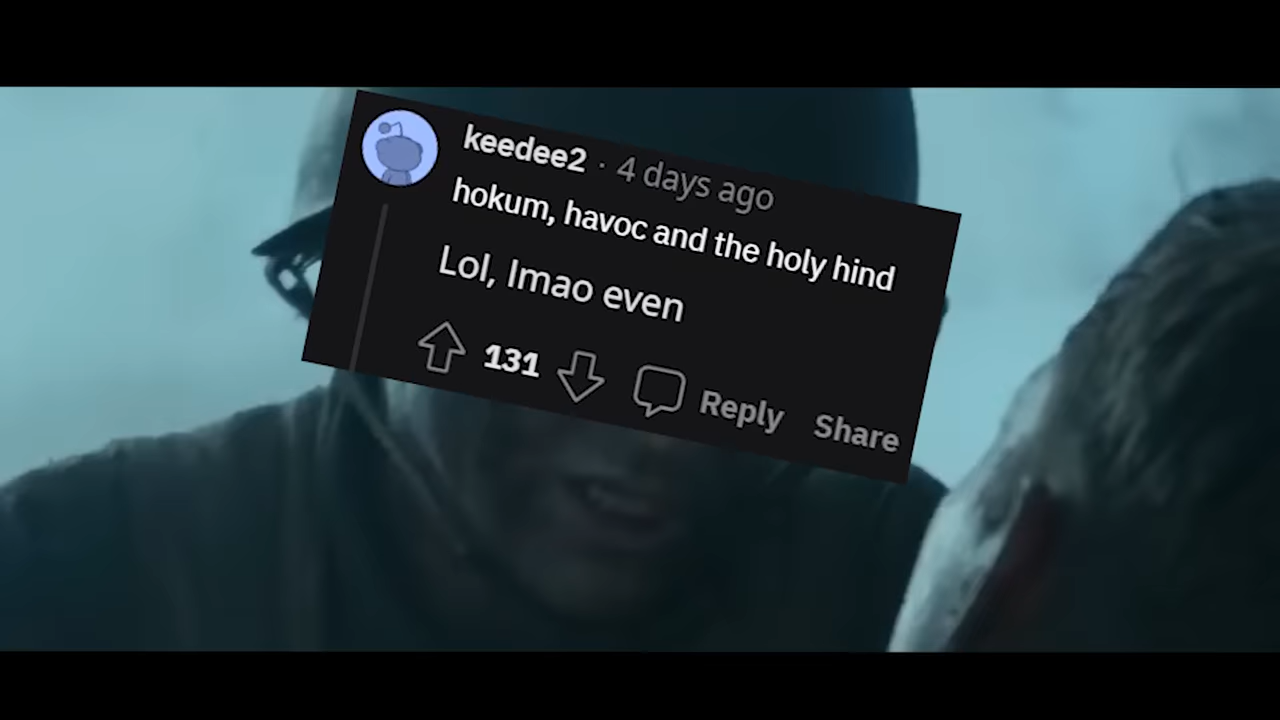 keedee2 · 4 days ago
hokum, havoc and the holy hind
Lol, lmao even
131 Reply Share